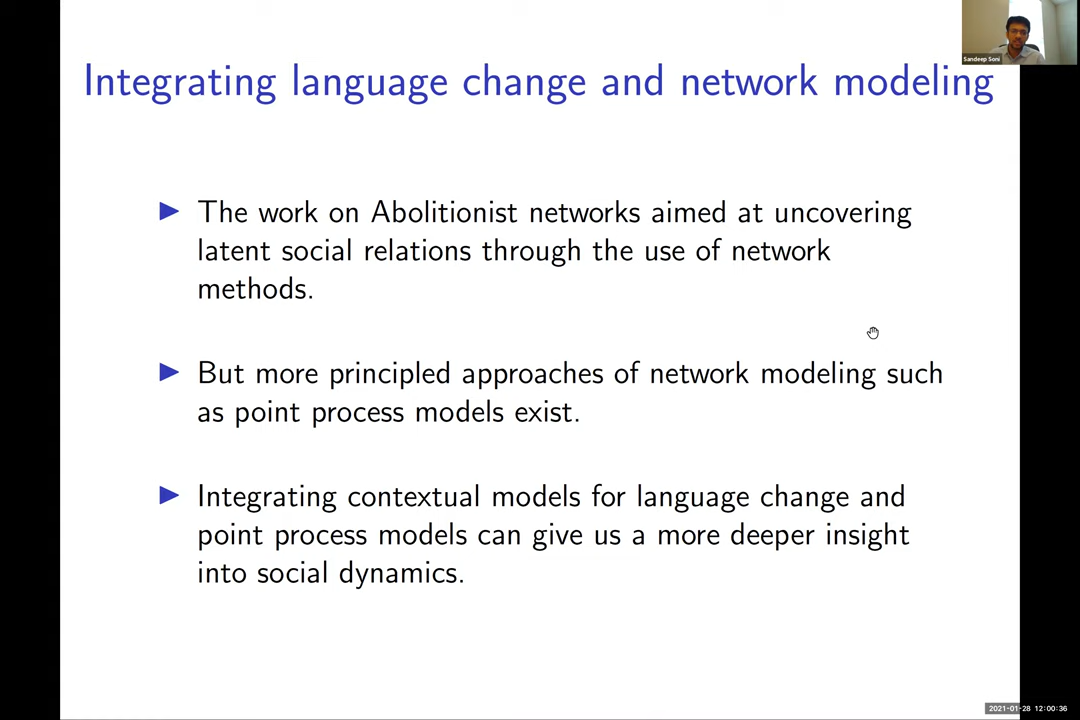 Sandeep Soni
Integrating language change and network modeling
The work on Abolitionist networks aimed at uncovering
latent social relations through the use of network
methods.
But more principled approaches of network modeling such
as point process models exist.
Integrating contextual models for language change and
point process models can give us a more deeper insight
into social dynamics.
2021-01-28 12:00:36